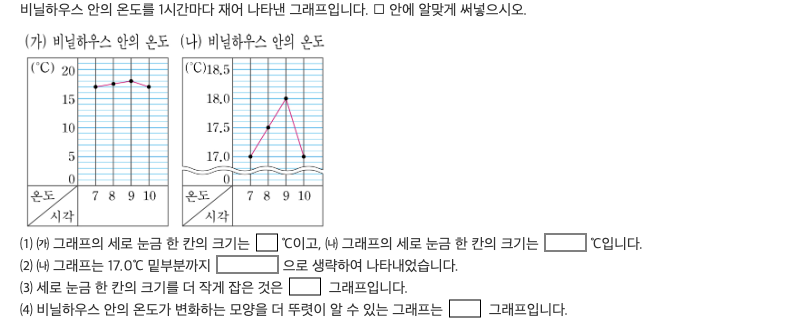 비닐하우스 안의 온도를 1시간마다 재어 나타낸 그래프입니다. □ 안에 알맞게 써넣으시오.
(가) 비닐하우스 안의 온도 (나) 비닐하우스 안의 온도
(℃) 20 15 10 5 0
온도 시각 7 8 9 10
(℃) 18.5 18.0 17.5 17.0 0
온도 시각 7 8 9 10
(1) ㈎ 그래프의 세로 눈금 한 칸의 크기는 □ ℃이고, ㈏ 그래프의 세로 눈금 한 칸의 크기는 □ ℃입니다.
(2) ㈏ 그래프는 17.0℃ 밑부분까지 □ 으로 생략하여 나타내었습니다.
(3) 세로 눈금 한 칸의 크기를 더 작게 잡은 것은 □ 그래프입니다.
(4) 비닐하우스 안의 온도가 변화하는 모양을 더 뚜렷이 알 수 있는 그래프는 □ 그래프입니다.